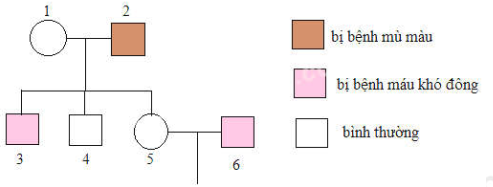 1
2
bị bệnh mù màu
bị bệnh máu khó đông
bình thường
3
4
5
6